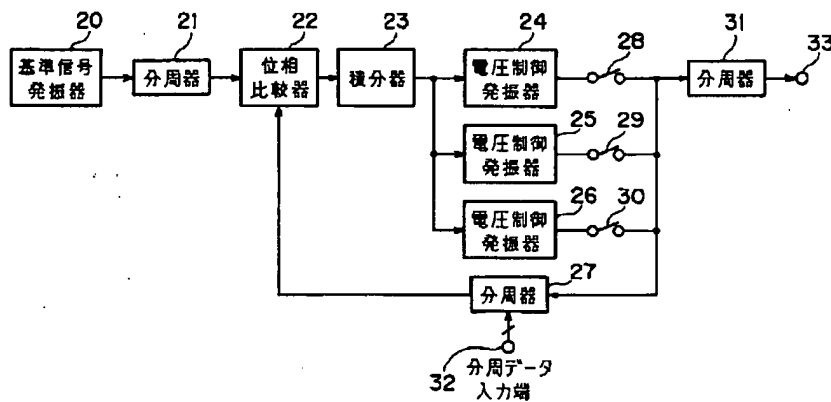 20
21
22
23
24
28
31
33
基準信号
発振器
分周器
位相
比較器
積分器
電圧制御
発振器
分周器
25
29
電圧制御
発振器
26
30
電圧制御
発振器
27
分周器
32
分周データ
入力端